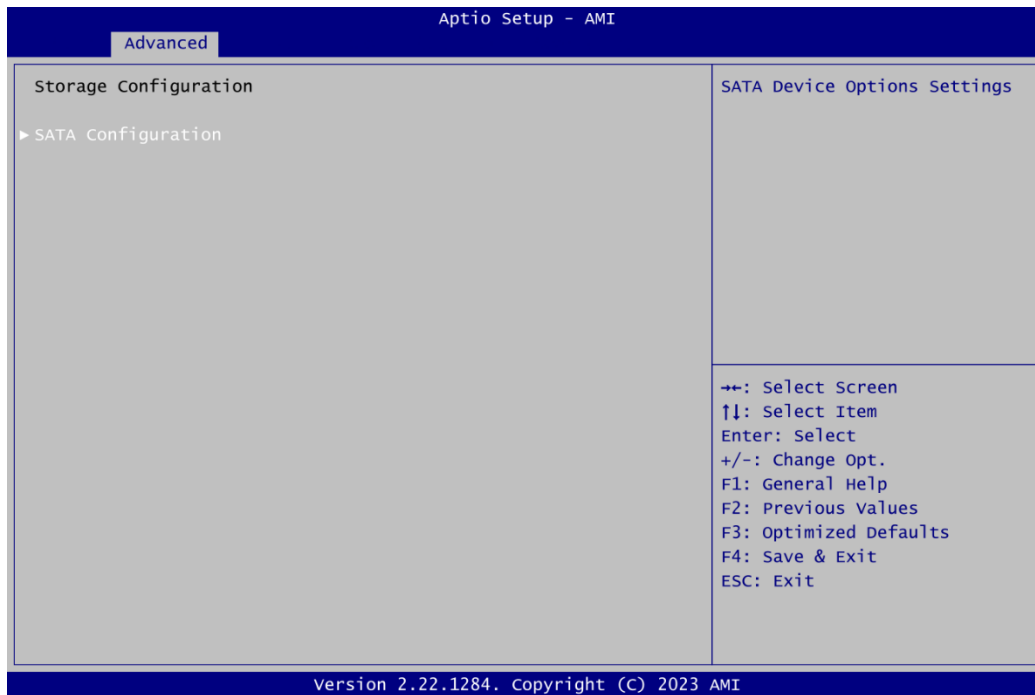 Aptio Setup - AMI
Advanced
Storage Configuration
► SATA Configuration
SATA Device Options Settings
→←: Select Screen
↑↓: Select Item
Enter: Select
+/-: Change Opt.
F1: General Help
F2: Previous Values
F3: Optimized Defaults
F4: Save & Exit
ESC: Exit
Version 2.22.1284. Copyright (C) 2023 AMI